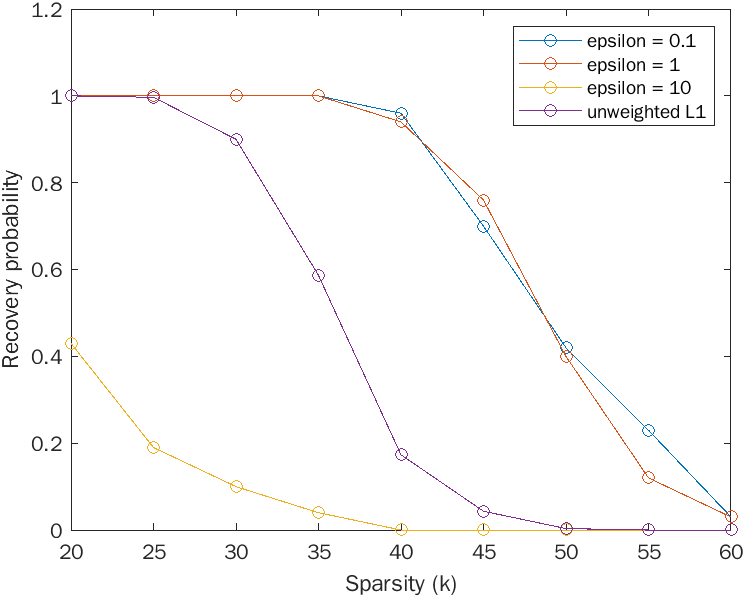 1.2
1
0.8
0.6
0.4
0.2
0
Recovery probability
epsilon = 0.1
epsilon = 1
epsilon = 10
unweighted L1
20 25 30 35 40 45 50 55 60
Sparsity (k)